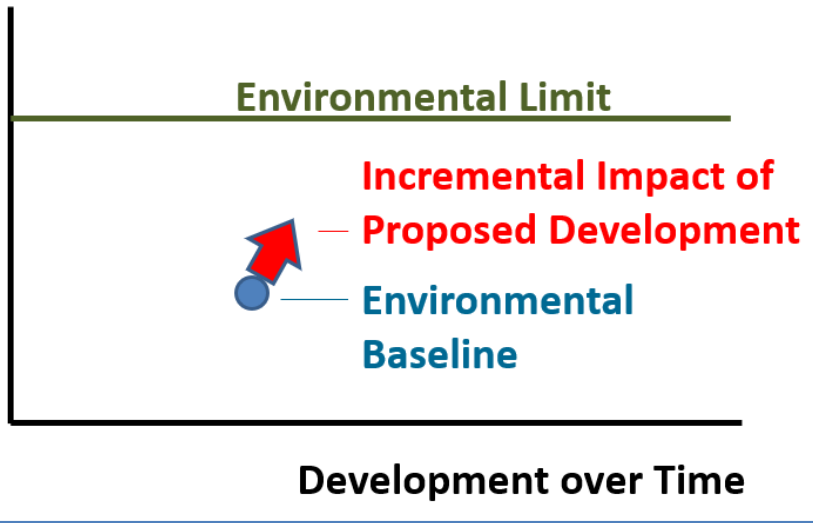 Environmental Limit
Incremental Impact of
Proposed Development
Environmental
Baseline
Development over Time